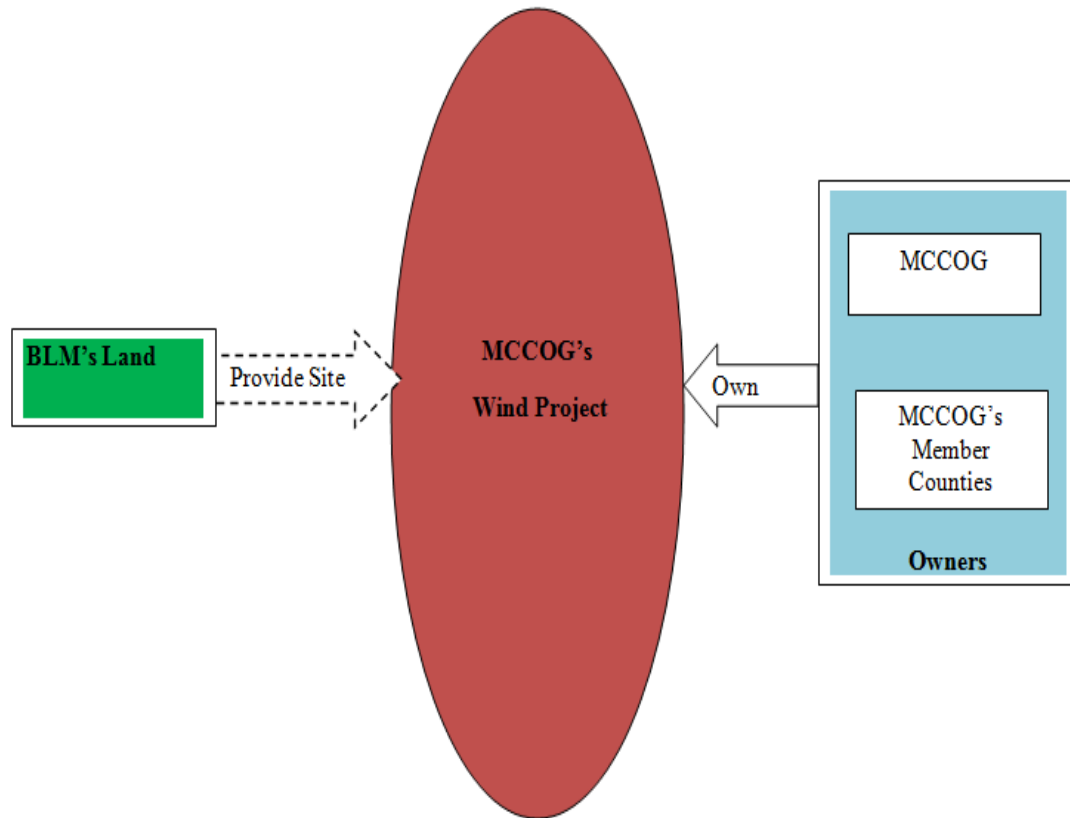 BLM’s Land
Provide Site
MCCOG’s
Wind Project
Own
MCCOG
MCCOG’s
Member
Counties
Owners